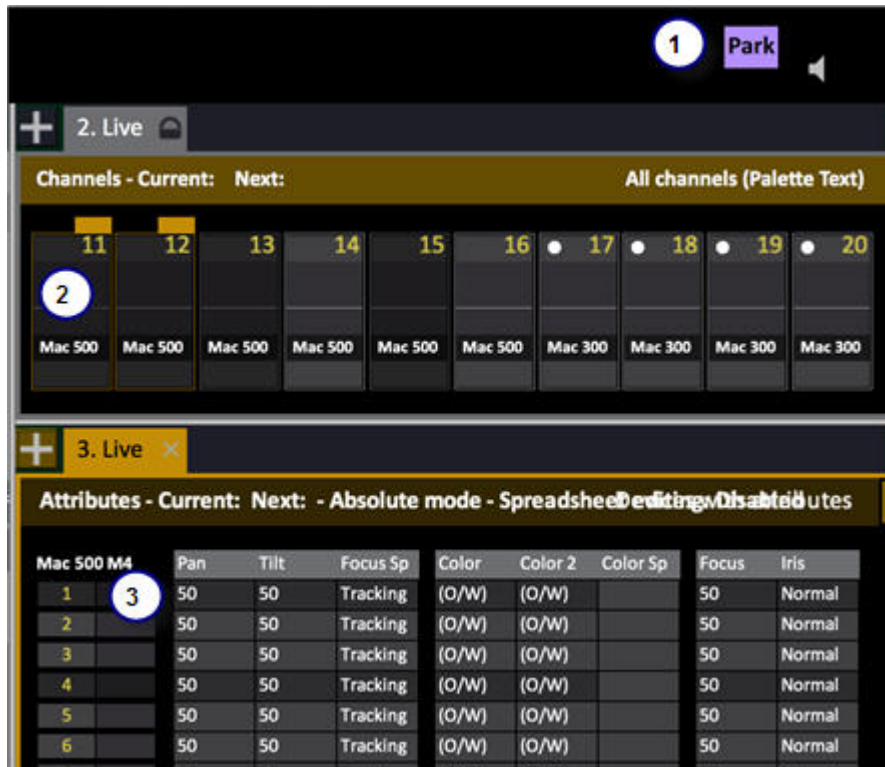 1 Park
2. Live
Channels - Current: Next: All channels (Palette Text)
11 12 13 14 15 16 17 18 19 20
2
Mac 500 Mac 500 Mac 500 Mac 500 Mac 500 Mac 500 Mac 300 Mac 300 Mac 300 Mac 300
3. Live
Attributes - Current: Next: - Absolute mode - Spreadsheet
Mac 500 M4 Pan Tilt Focus Sp Color Color 2 Color Sp Focus Iris
1 3 50 50 Tracking (O/W) (O/W) 50 Normal
2 50 50 Tracking (O/W) (O/W) 50 Normal
3 50 50 Tracking (O/W) (O/W) 50 Normal
4 50 50 Tracking (O/W) (O/W) 50 Normal
5 50 50 Tracking (O/W) (O/W) 50 Normal
6 50 50 Tracking (O/W) (O/W) 50 Normal